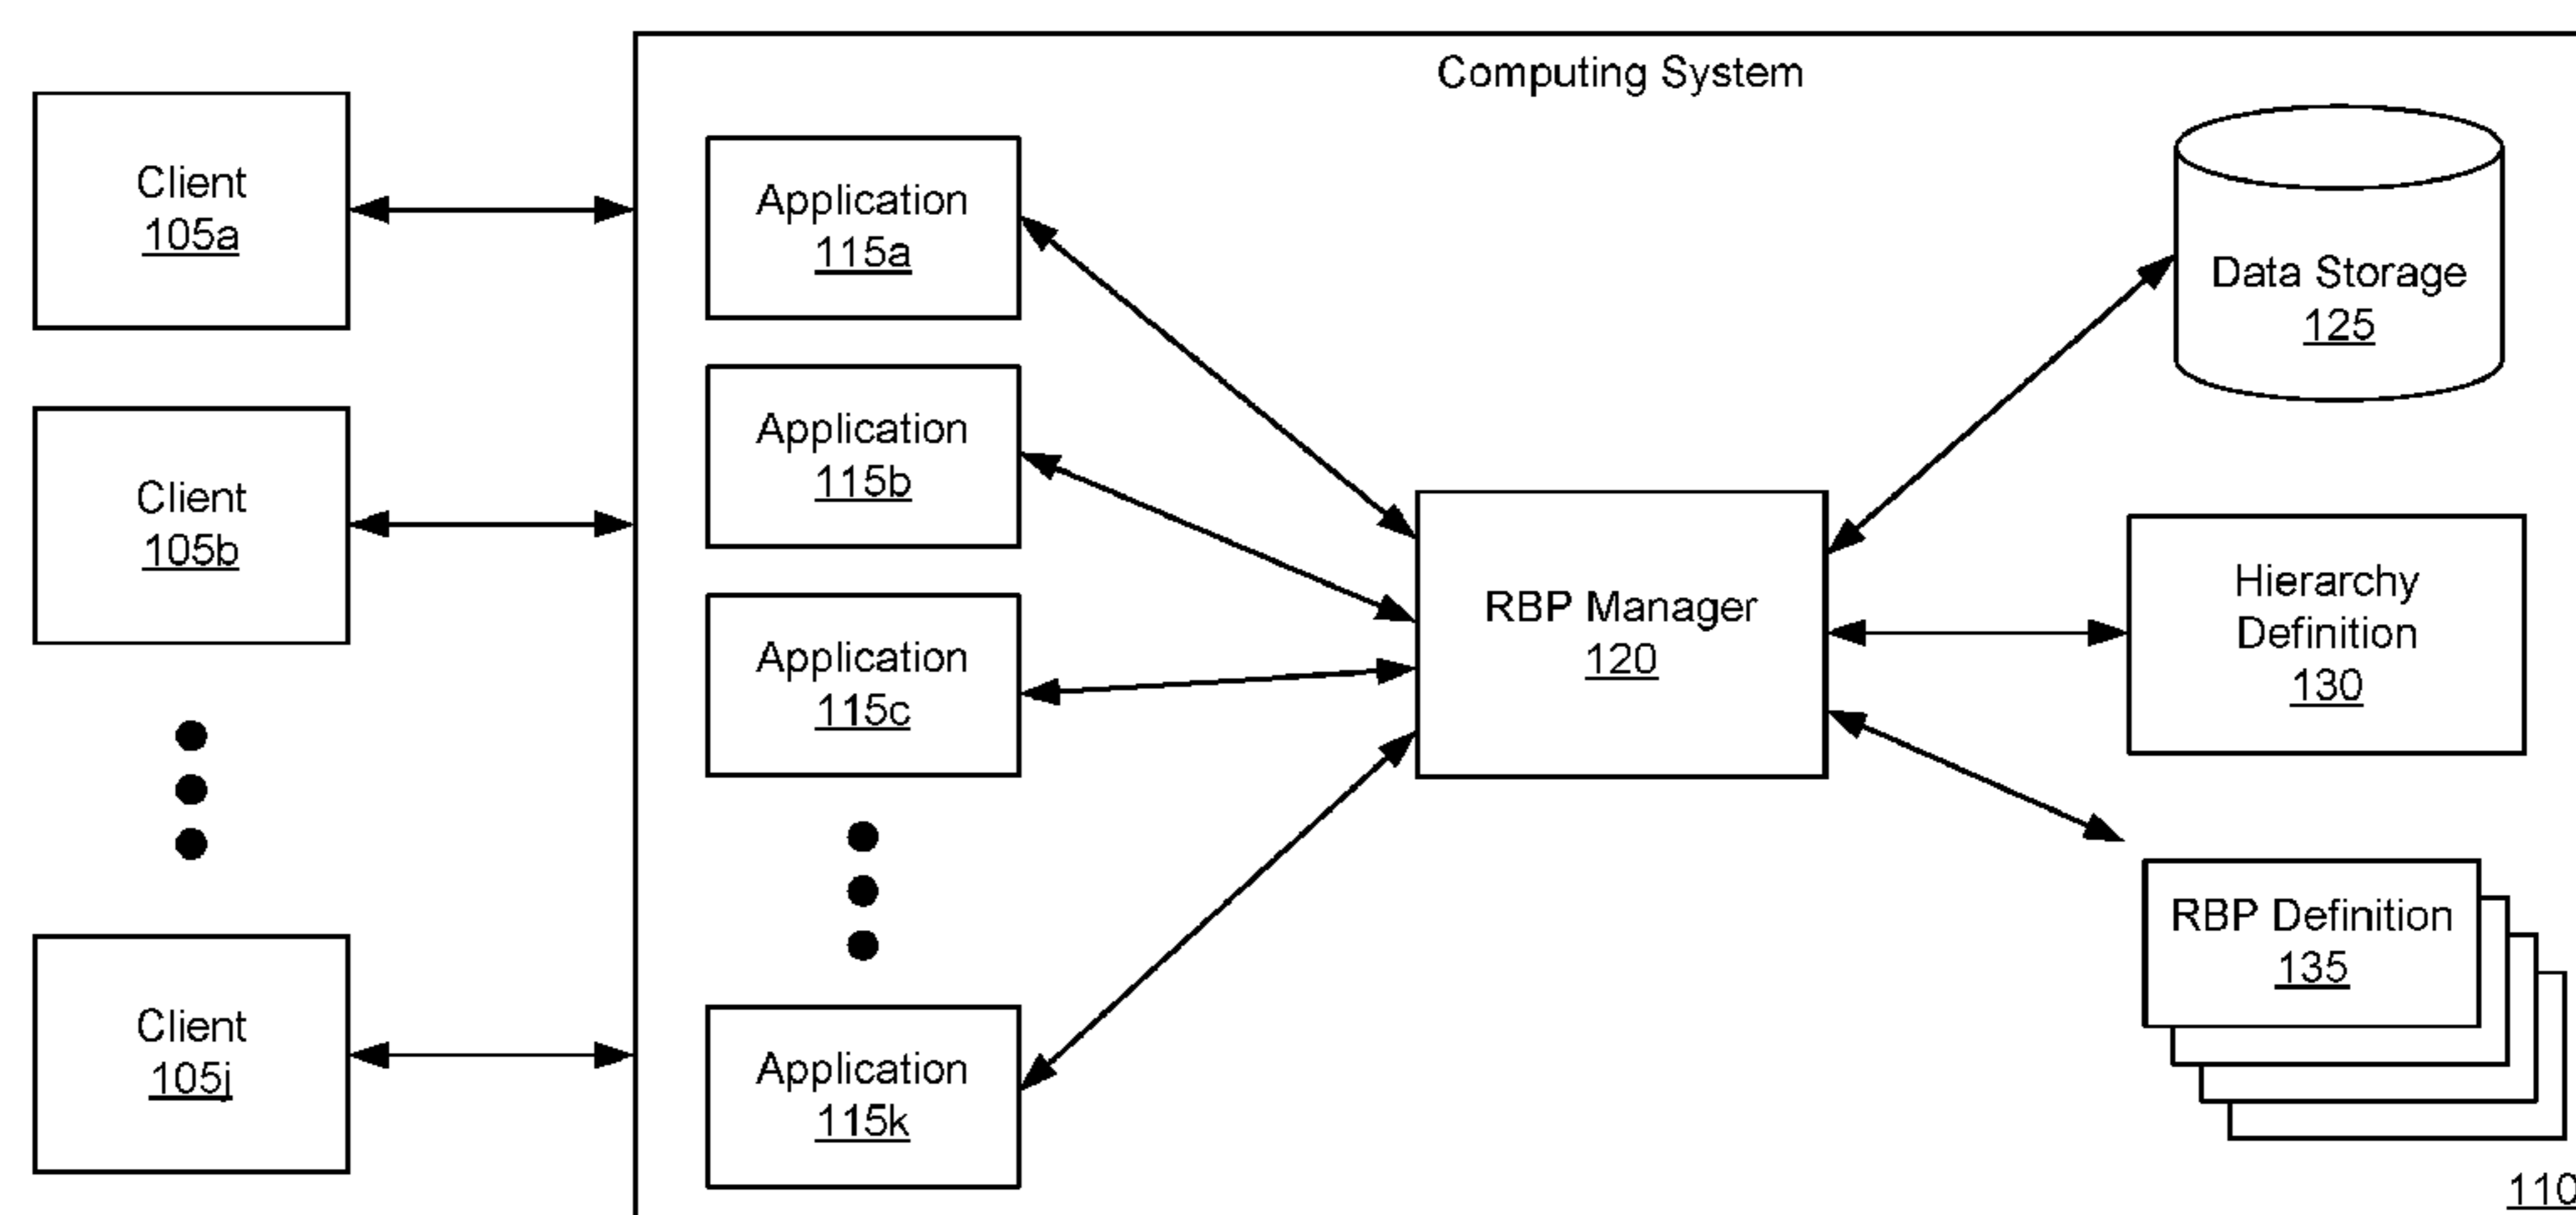 Computing System
Client
105a
Client
105b
Client
105j
Application
115a
Application
115b
Application
115c
Application
115k
RBP Manager
120
Data Storage
125
Hierarchy
Definition
130
RBP Definition
135
110